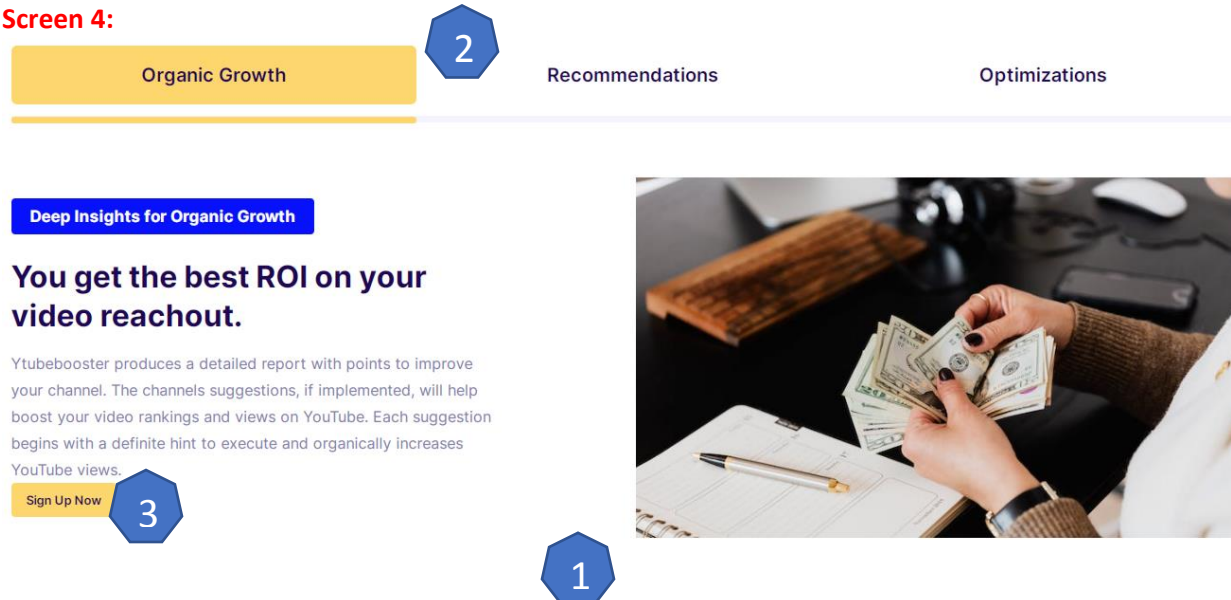 Screen 4:
2
Organic Growth
Recommendations
Optimizations
Deep Insights for Organic Growth
You get the best ROI on your
video reachout.
Ytubebooster produces a detailed report with points to improve
your channel. The channels suggestions, if implemented, will help
boost your video rankings and views on YouTube. Each suggestion
begins with a definite hint to execute and organically increases
YouTube views.
Sign Up Now
3
1